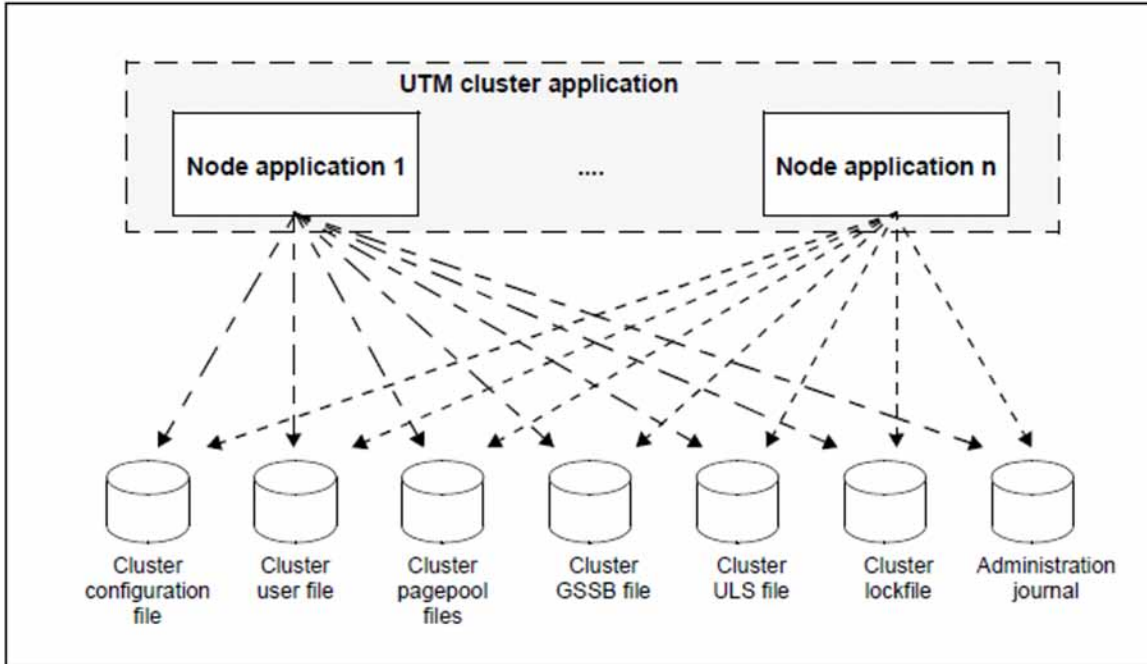 UTM cluster application
Node application 1
....
Node application n
Cluster
configuration
file
Cluster
user file
Cluster
pagepool
files
Cluster
GSSB file
Cluster
ULS file
Cluster
lockfile
Administration
journal